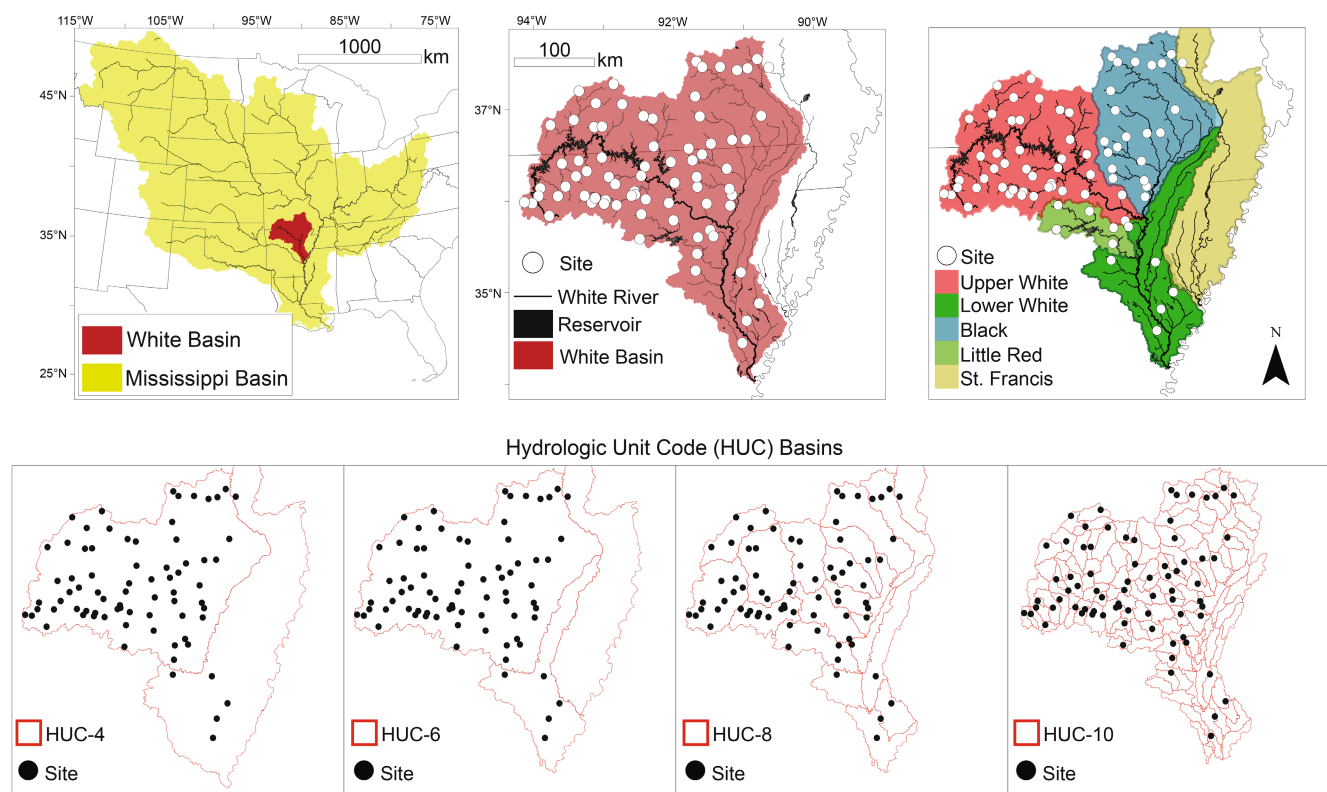 115°W 105°W 95°W 85°W 75°W
1000
km
45°N
35°N
25°N
White Basin
Mississippi Basin
94°W 92°W 90°W
100
km
37°N
35°N
Site
White River
Reservoir
White Basin
Site
Upper White
Lower White
Black
Little Red
St. Francis
N
Hydrologic Unit Code (HUC) Basins
HUC-4
Site
HUC-6
Site
HUC-8
Site
HUC-10
Site